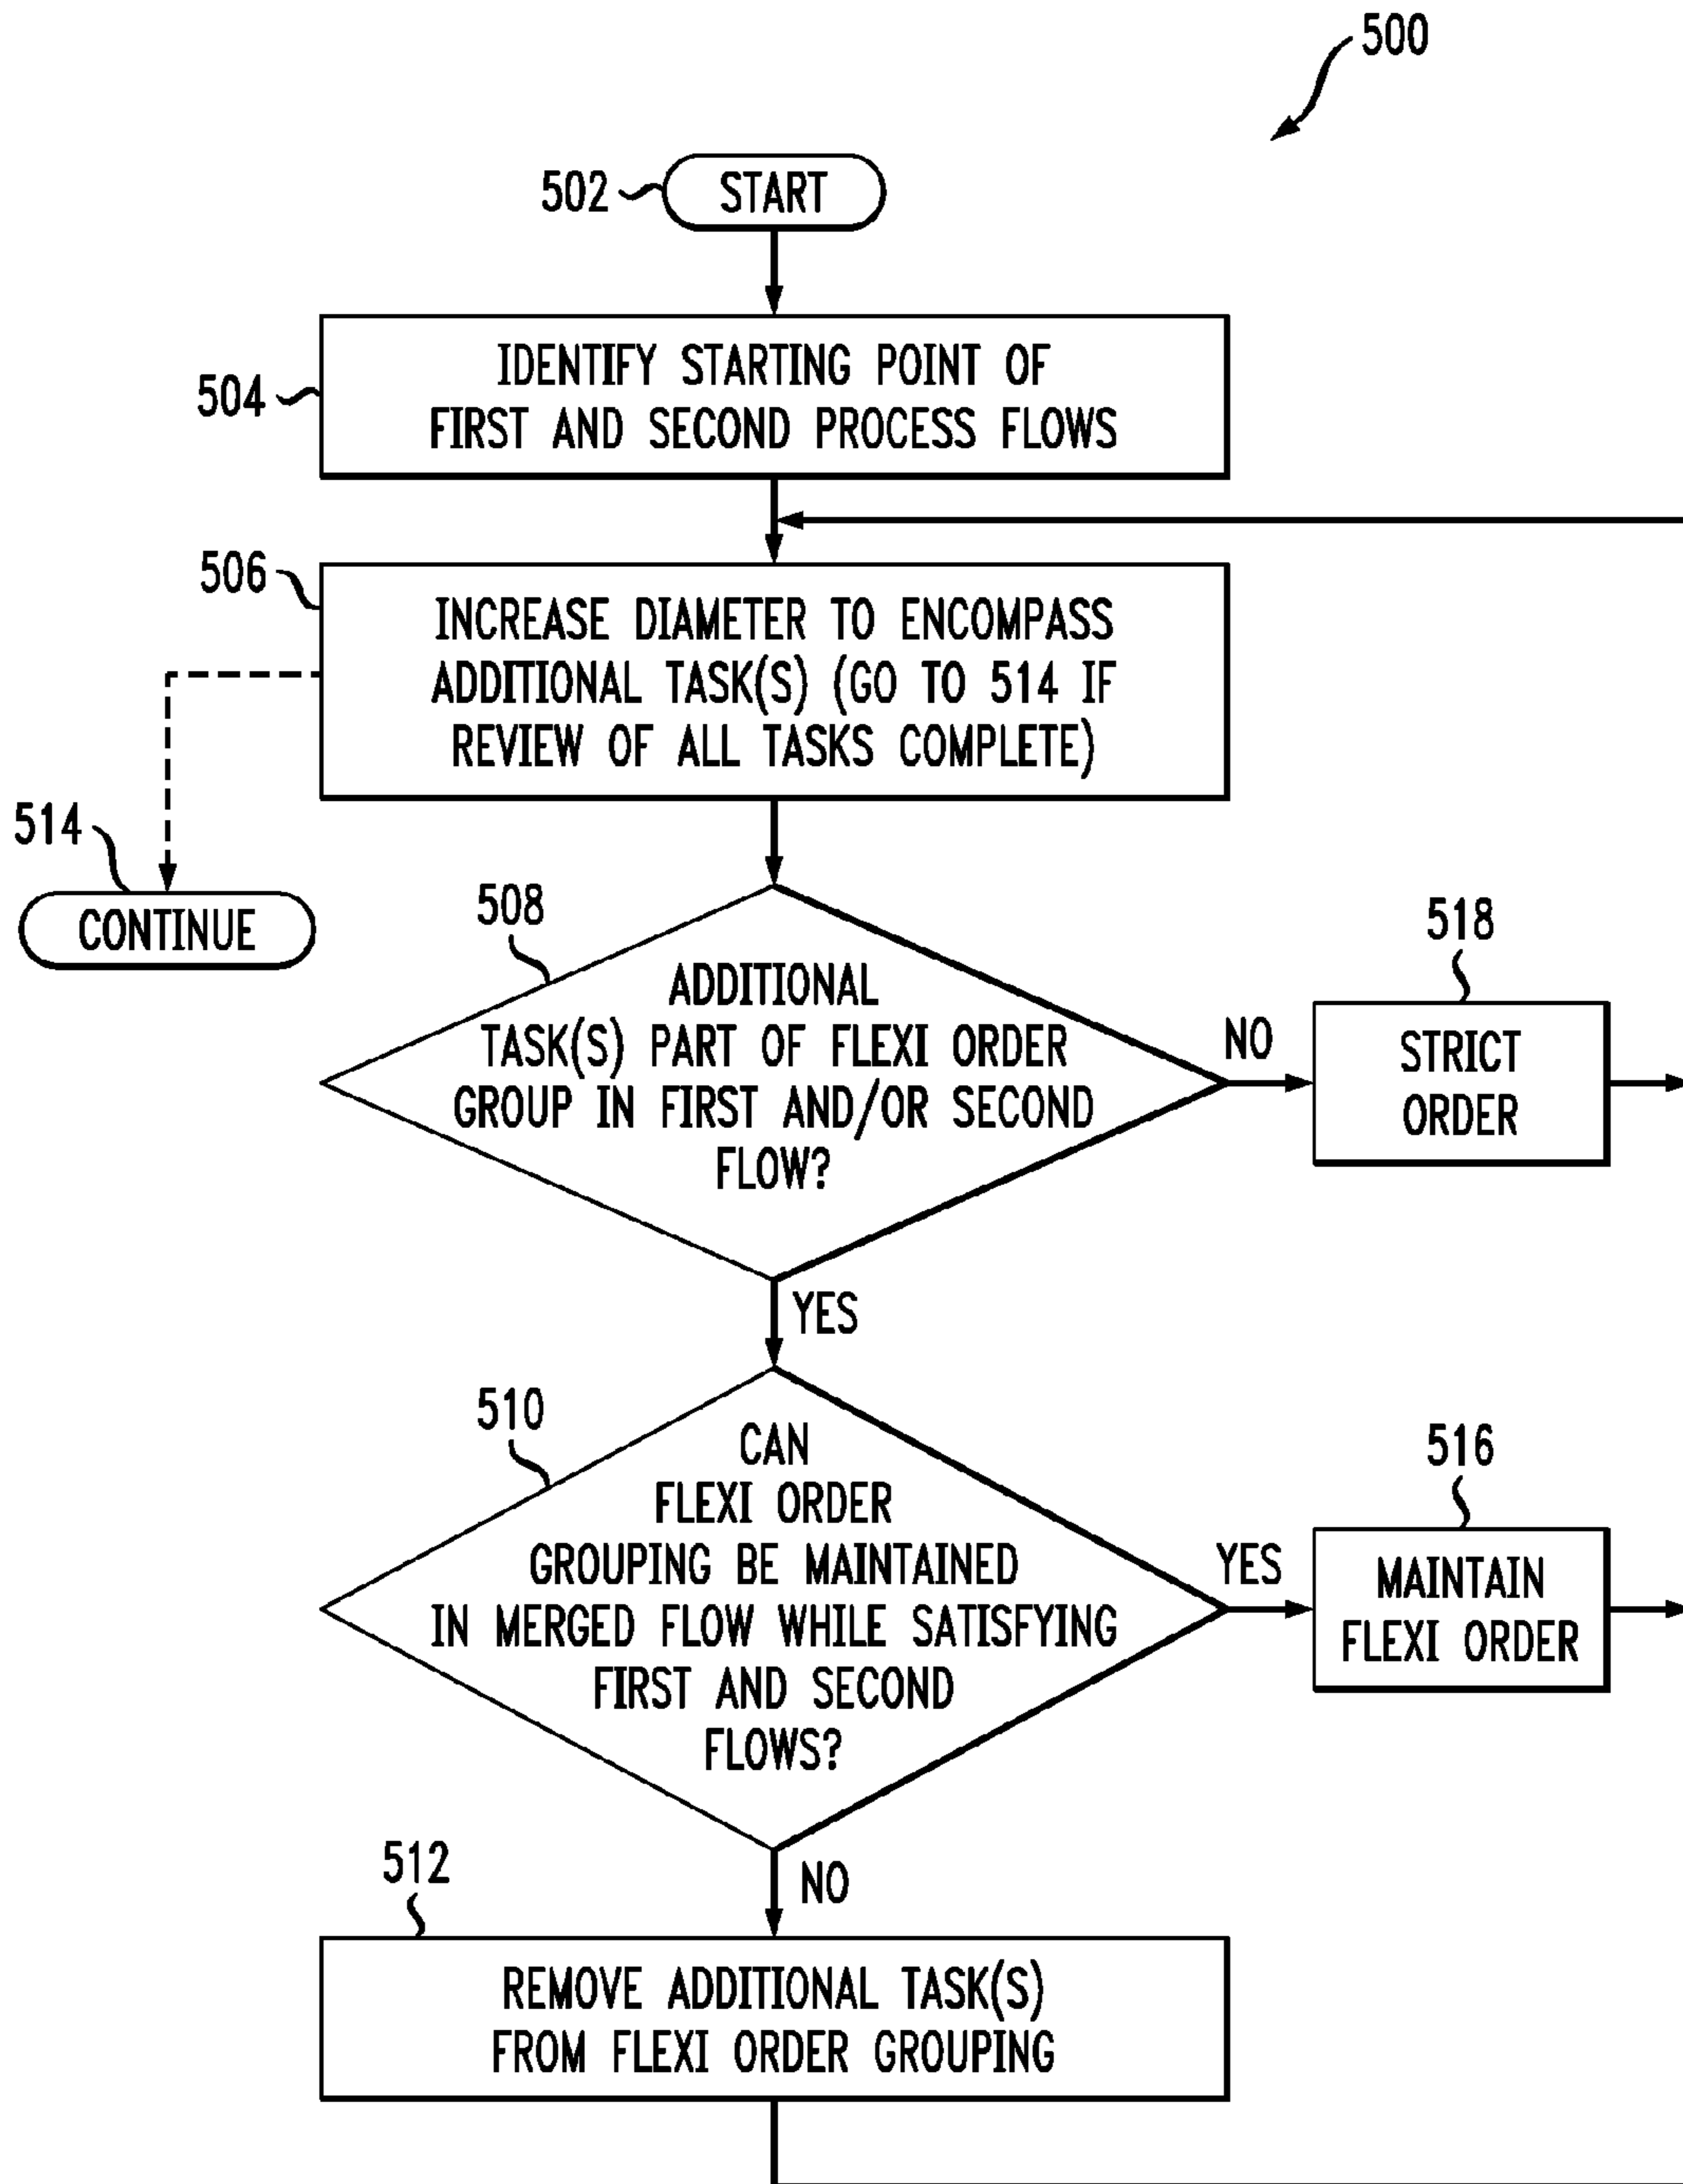 500
502
START
504
IDENTIFY STARTING POINT OF
FIRST AND SECOND PROCESS FLOWS
506
INCREASE DIAMETER TO ENCOMPASS
ADDITIONAL TASK(S) (GO TO 514 IF
REVIEW OF ALL TASKS COMPLETE)
514
CONTINUE
508
ADDITIONAL
TASK(S) PART OF FLEXI ORDER
GROUP IN FIRST AND/OR SECOND
FLOW?
NO
518
STRICT
ORDER
YES
510
CAN
FLEXI ORDER
GROUPING BE MAINTAINED
IN MERGED FLOW WHILE SATISFYING
FIRST AND SECOND
FLOWS?
YES
516
MAINTAIN
FLEXI ORDER
NO
512
REMOVE ADDITIONAL TASK(S)
FROM FLEXI ORDER GROUPING